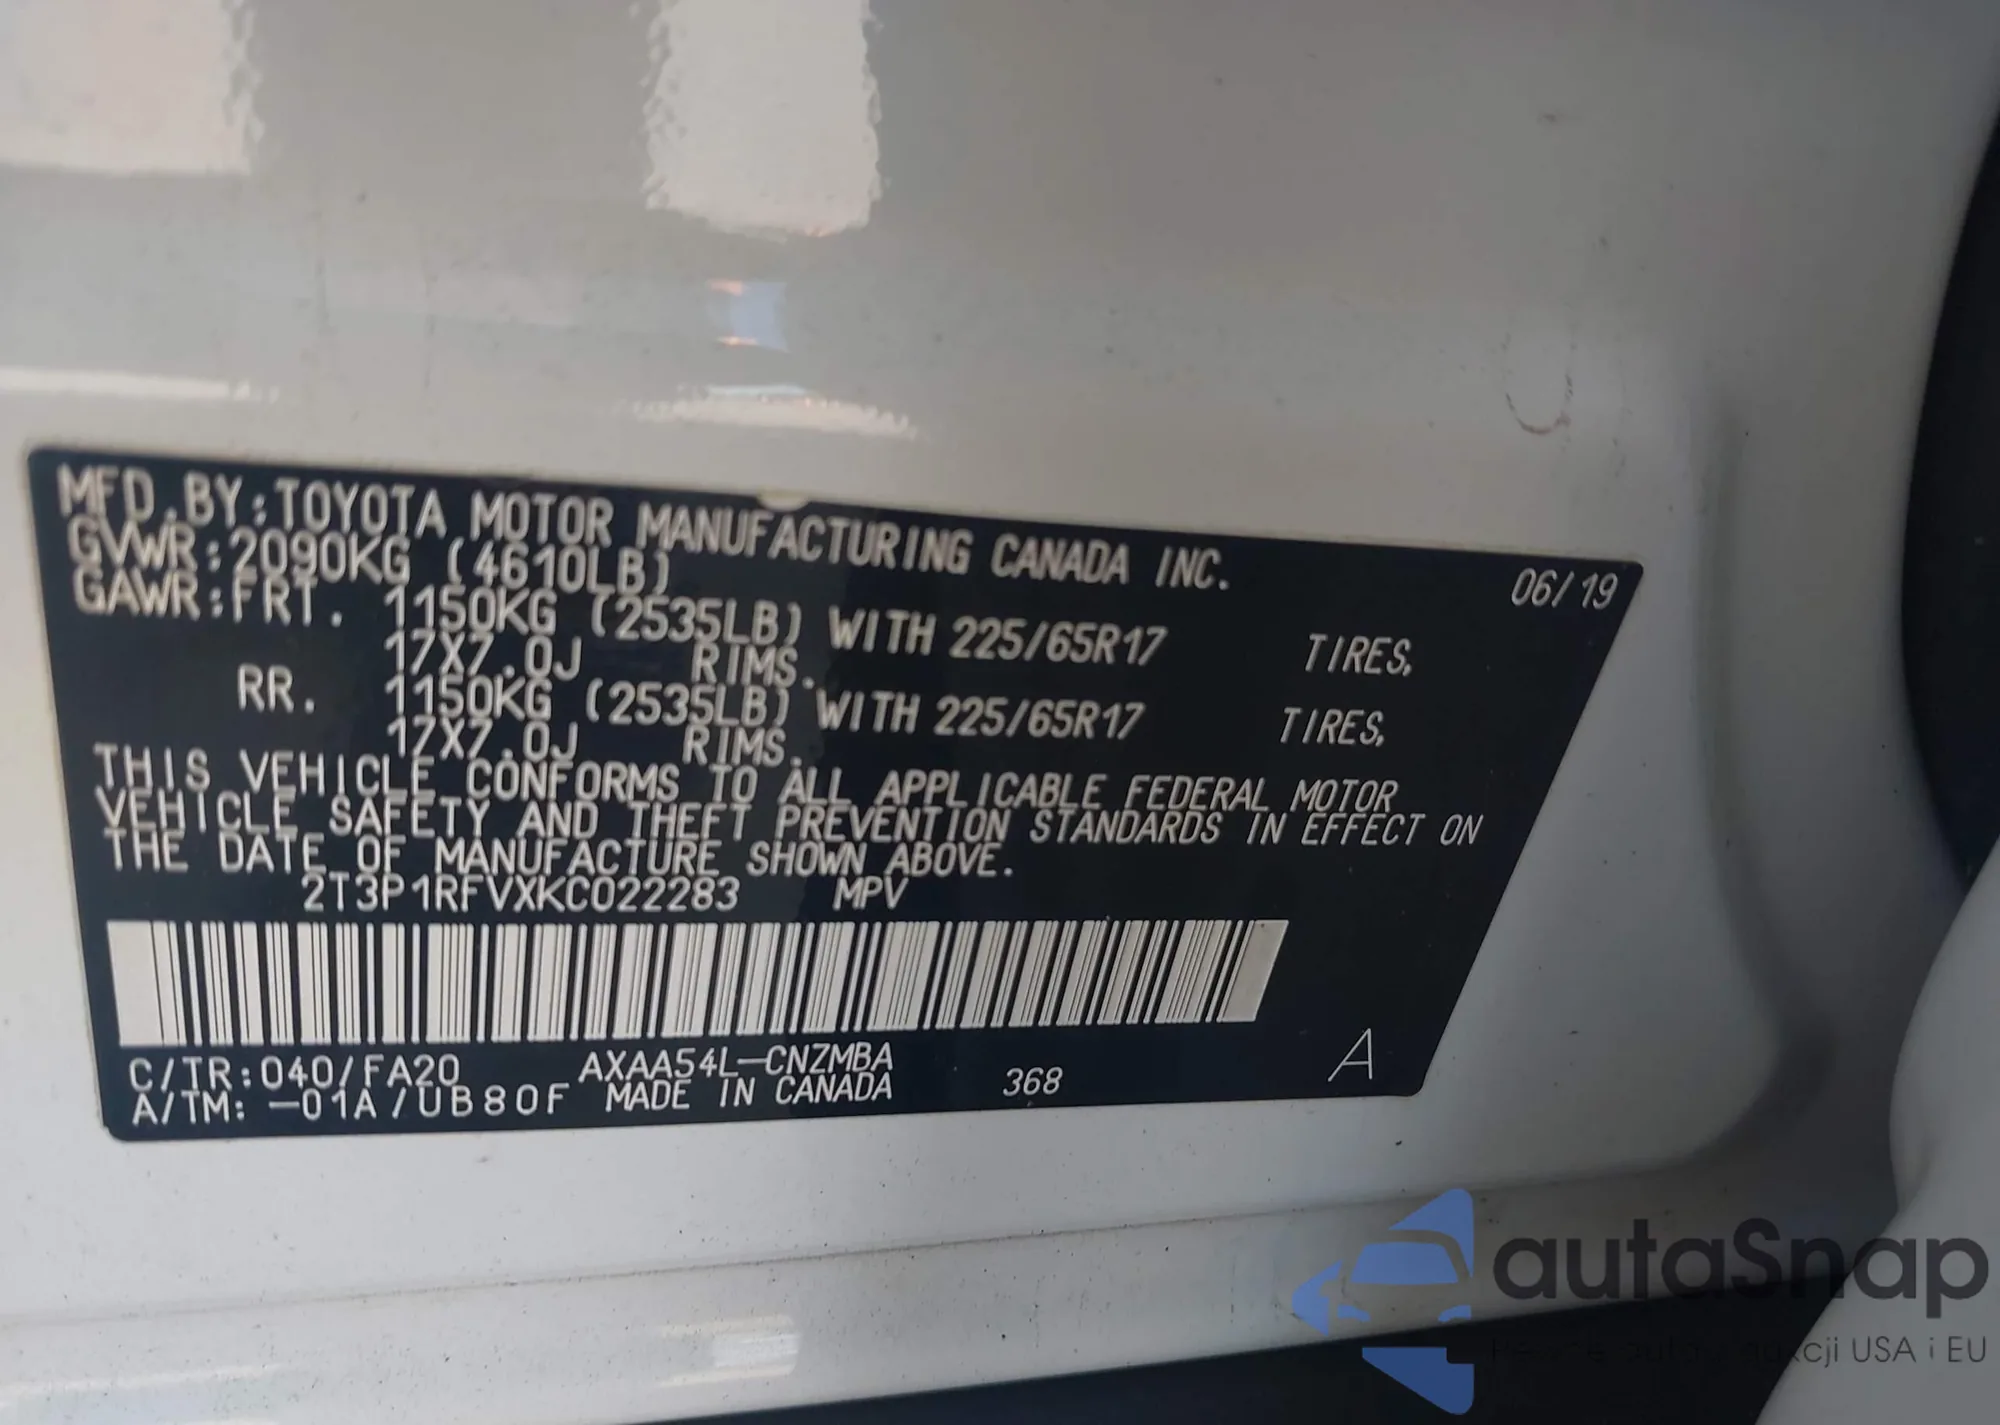 MFD.BY:TOYOTA MOTOR MANUFACTURING CANADA INC. 06/19
GVWR:2090KG (4610LB)
GAWR:FRT. 1150KG (2535LB) WITH 225/65R17 TIRES,
17X7.0J RIMS.
RR. 1150KG (2535LB) WITH 225/65R17 TIRES,
17X7.0J RIMS.
THIS VEHICLE CONFORMS TO ALL APPLICABLE FEDERAL MOTOR
VEHICLE SAFETY AND THEFT PREVENTION STANDARDS IN EFFECT ON
THE DATE OF MANUFACTURE SHOWN ABOVE.
2T3P1RFVXKC022283 MPV
C/TR:040/FA20 AXAA54L-CNZMBA
A/TM: -01A/UB80F MADE IN CANADA 368 A
autaSnap
USA i EU